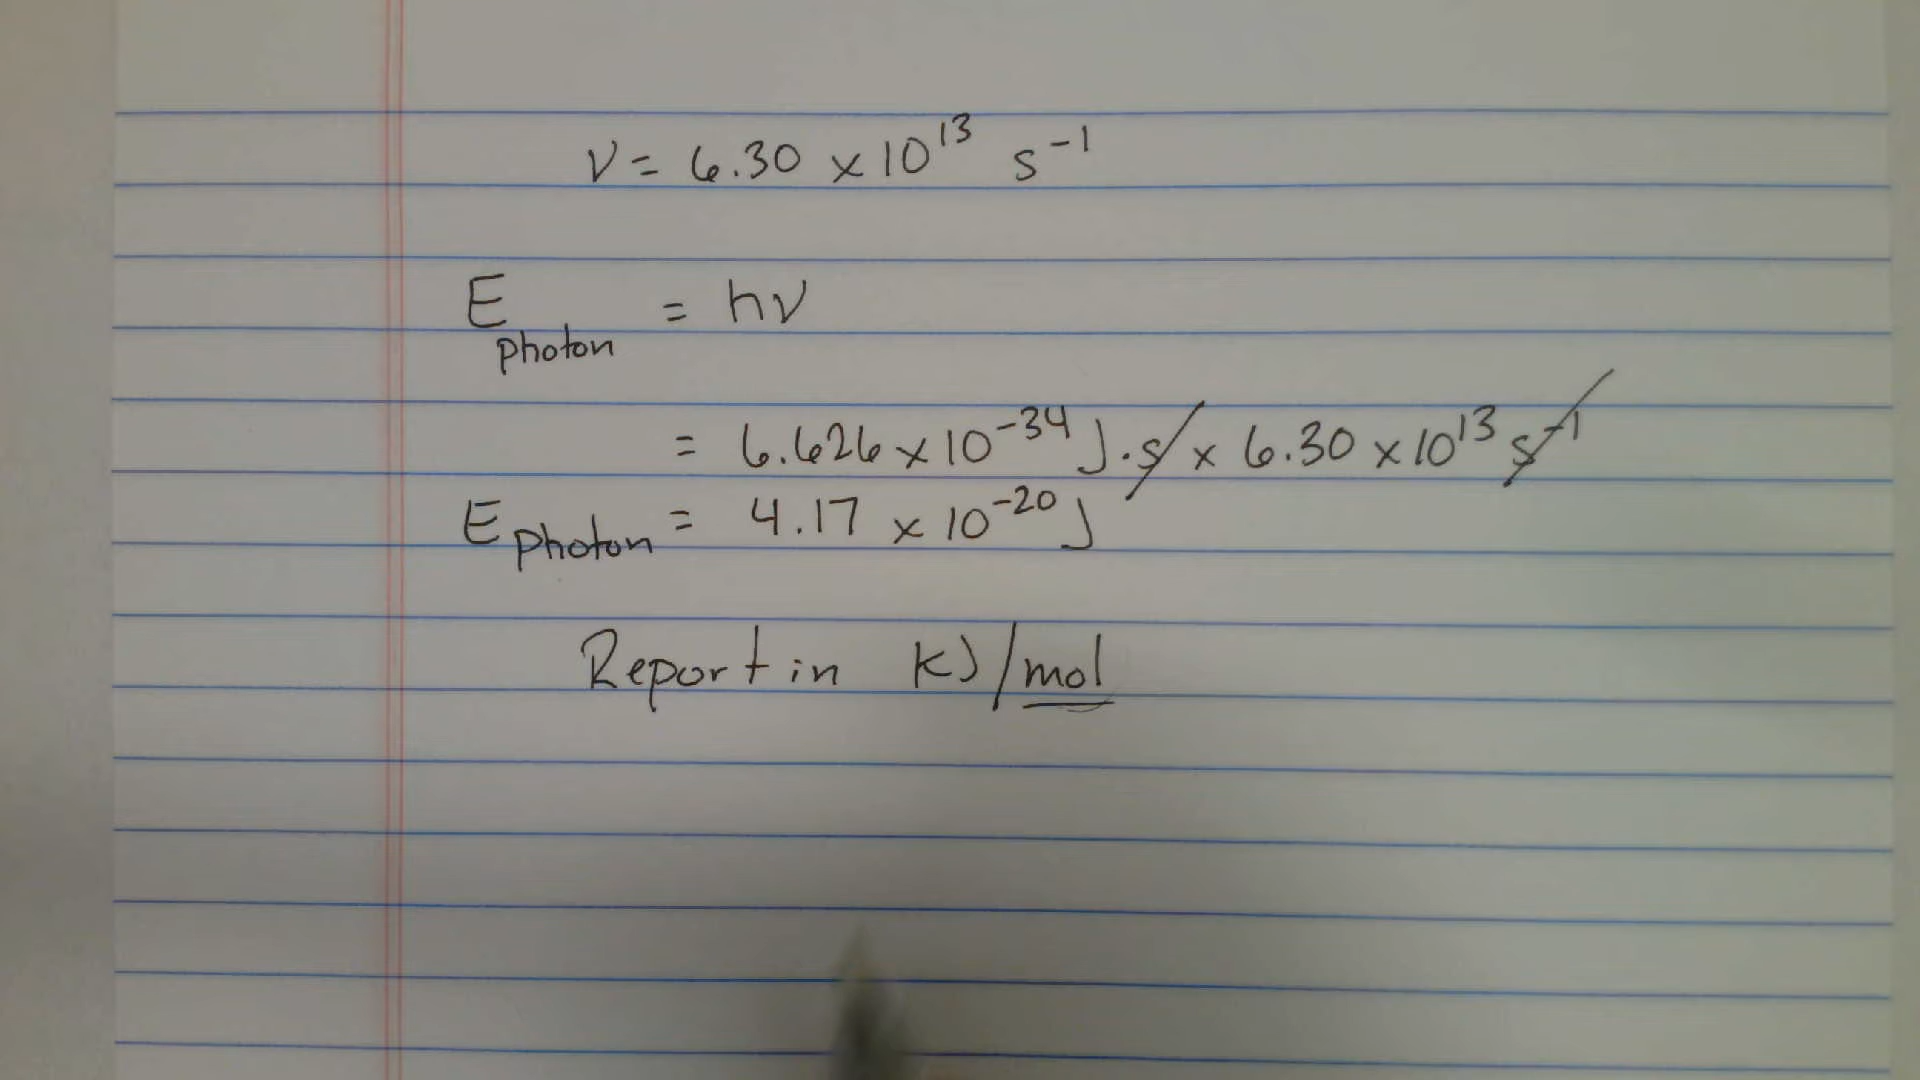 ν = 6.30 × 10¹³ s⁻¹
E photon = hν
= 6.626 × 10⁻³⁴ J·s × 6.30 × 10¹³ s⁻¹
E photon = 4.17 × 10⁻²⁰ J
Report in kJ/mol